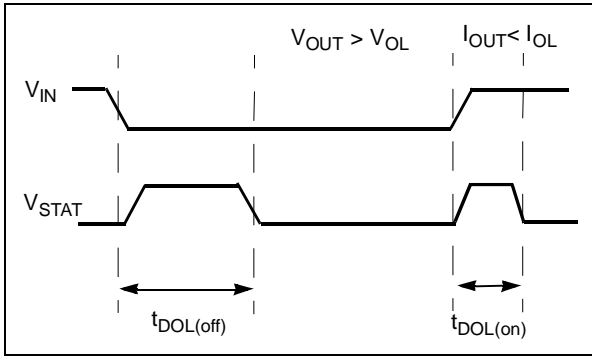 V_OUT > V_OL
I_OUT< I_OL
V_IN
V_STAT
t_DOL(off)
t_DOL(on)